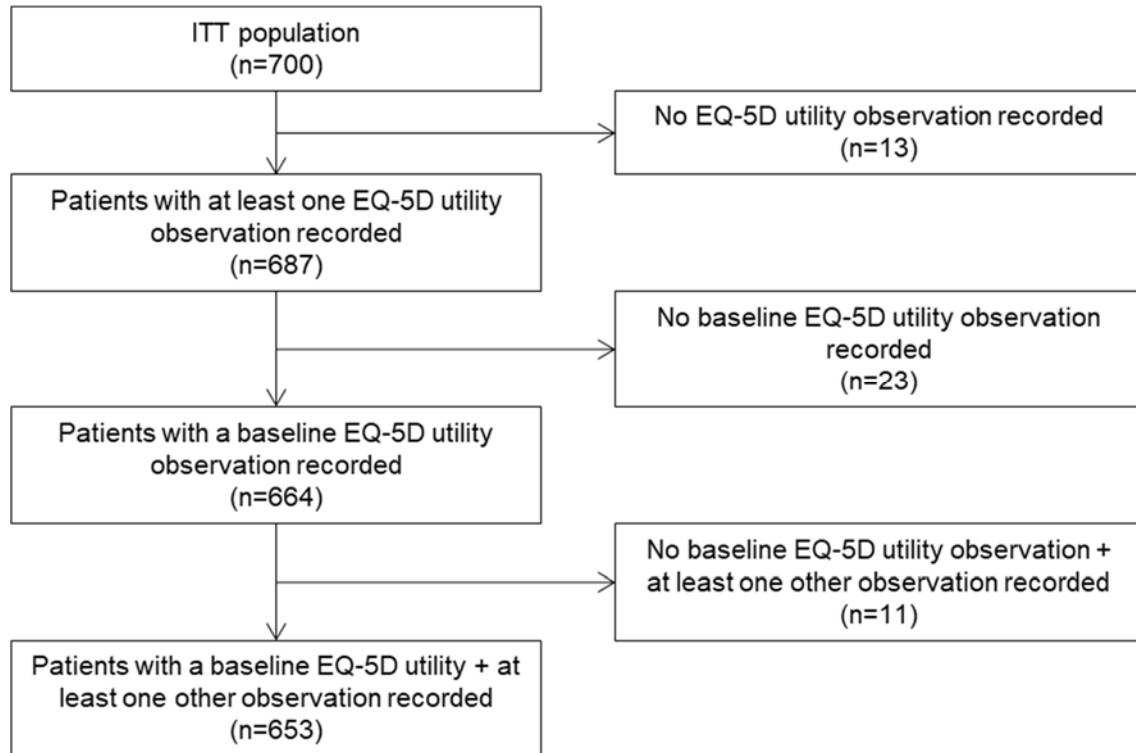 ITT population
(n=700)
No EQ-5D utility observation recorded
(n=13)
Patients with at least one EQ-5D utility
observation recorded
(n=687)
No baseline EQ-5D utility observation
recorded
(n=23)
Patients with a baseline EQ-5D utility
observation recorded
(n=664)
No baseline EQ-5D utility observation +
at least one other observation recorded
(n=11)
Patients with a baseline EQ-5D utility + at
least one other observation recorded
(n=653)